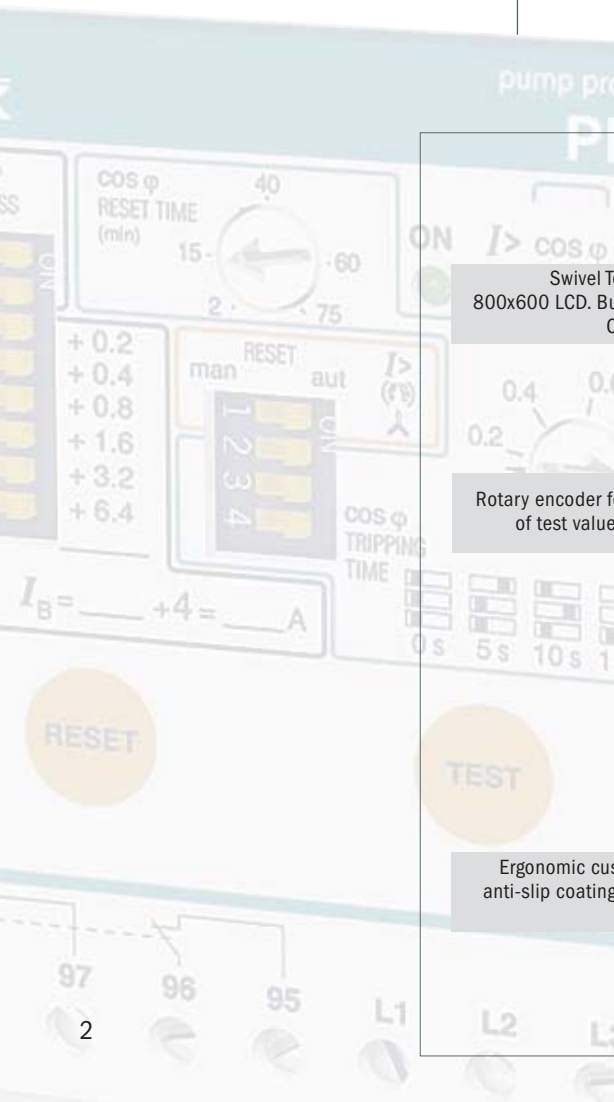 pump pro
cos φ
RESET TIME
(min)
40
15
60
2
75
SS
ON
ON
I> cos φ
Swivel T
800x600 LCD. Bu
+ 0.2
+ 0.4
+ 0.8
+ 1.6
+ 3.2
+ 6.4
RESET
man
aut
I>
ON
1
2
3
4
0.4
0.2
Rotary encoder f
of test value
cos φ
TRIPPING
TIME
0 s
5 s
10 s
I_B = ____ +4 = ____ A
RESET
TEST
Ergonomic cus
anti-slip coating
97
96
95
L1
L2
2